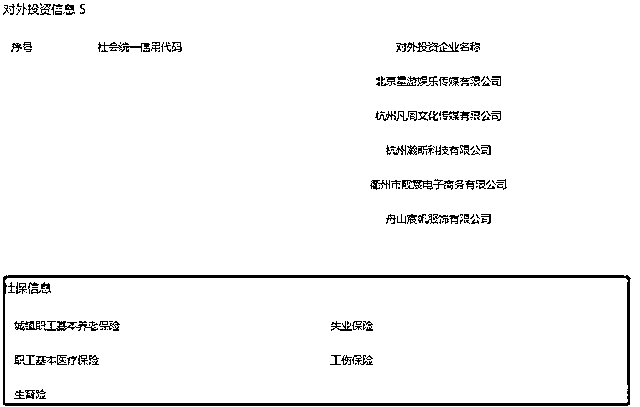 对外投资信息 5
序号 社会统一信用代码 对外投资企业名称
北京星游娱乐传媒有限公司
杭州凡周文化传媒有限公司
杭州瀚昕科技有限公司
衢州市宸电子商务有限公司
舟山宸帆服饰有限公司
社保信息
城镇职工基本养老保险 失业保险
职工基本医疗保险 工伤保险
生育险